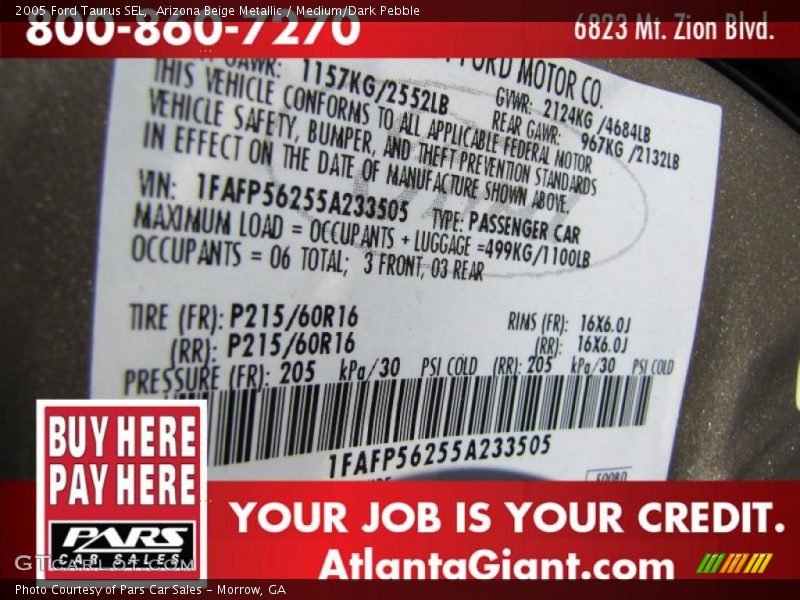 2005 Ford Taurus SEL, Arizona Beige Metallic / Medium/Dark Pebble
800-860-7270
6823 Mt. Zion Blvd.
FORD MOTOR CO.
GAWR: 1157KG/2552LB
GVWR: 2124KG /4684LB
REAR GAWR: 967KG /2132LB
THIS VEHICLE CONFORMS TO ALL APPLICABLE FEDERAL MOTOR
VEHICLE SAFETY, BUMPER, AND THEFT PREVENTION STANDARDS
IN EFFECT ON THE DATE OF MANUFACTURE SHOWN ABOVE.
VIN: 1FAFP56255A233505 TYPE: PASSENGER CAR
MAXIMUM LOAD = OCCUPANTS + LUGGAGE =499KG/1100LB
OCCUPANTS = 06 TOTAL; 3 FRONT, 03 REAR
TIRE (FR): P215/60R16 RIMS (FR): 16X6.0J
(RR): P215/60R16 (RR): 16X6.0J
PRESSURE (FR): 205 kPa/30 PSI COLD (RR): 205 kPa/30 PSI COLD
1FAFP56255A233505
BUY HERE
PAY HERE
PARS
CAR SALES
YOUR JOB IS YOUR CREDIT.
AtlantaGiant.com
GTcarlot.com
Photo Courtesy of Pars Car Sales - Morrow, GA